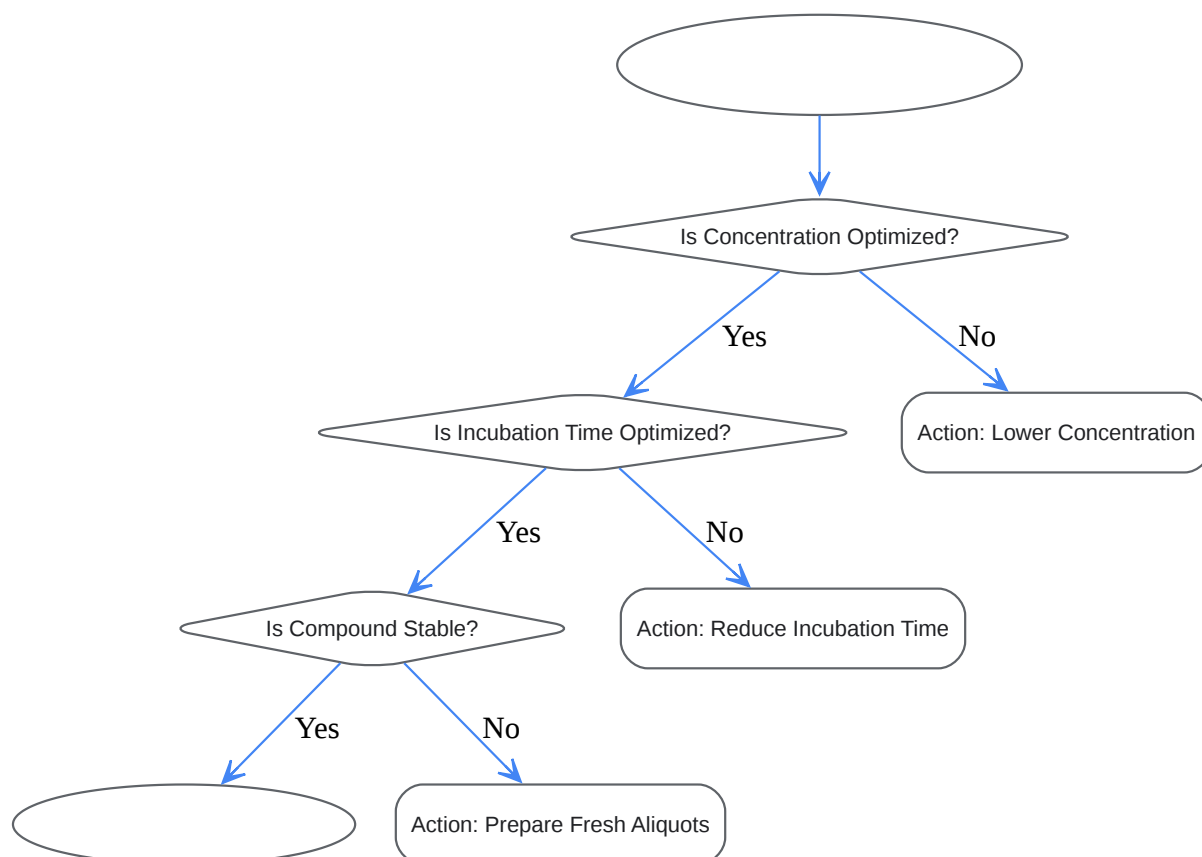 Is Concentration Optimized?
Yes
No
Is Incubation Time Optimized?
Action: Lower Concentration
Yes
No
Is Compound Stable?
Action: Reduce Incubation Time
Yes
No
Action: Prepare Fresh Aliquots